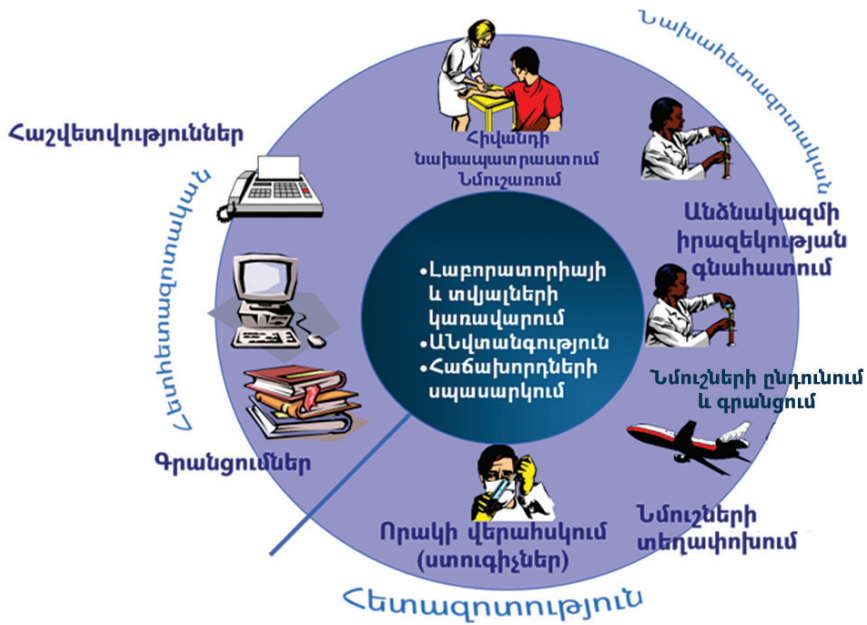 Նախահետազոտական
Հիվանդի
նախապատրաստում
Նմուշառում
Անձնակազմի
իրազեկության
գնահատում
Նմուշների ընդունում
և գրանցում
Նմուշների
տեղափոխում
Հետազոտություն
Որակի վերահսկում
(ստուգիչներ)
Գրանցումներ
Հետհետազոտական
Հաշվետվություններ
•Լաբորատորիայի
և տվյալների
կառավարում
•ԱՆվտանգություն
•Հաճախորդների
սպասարկում